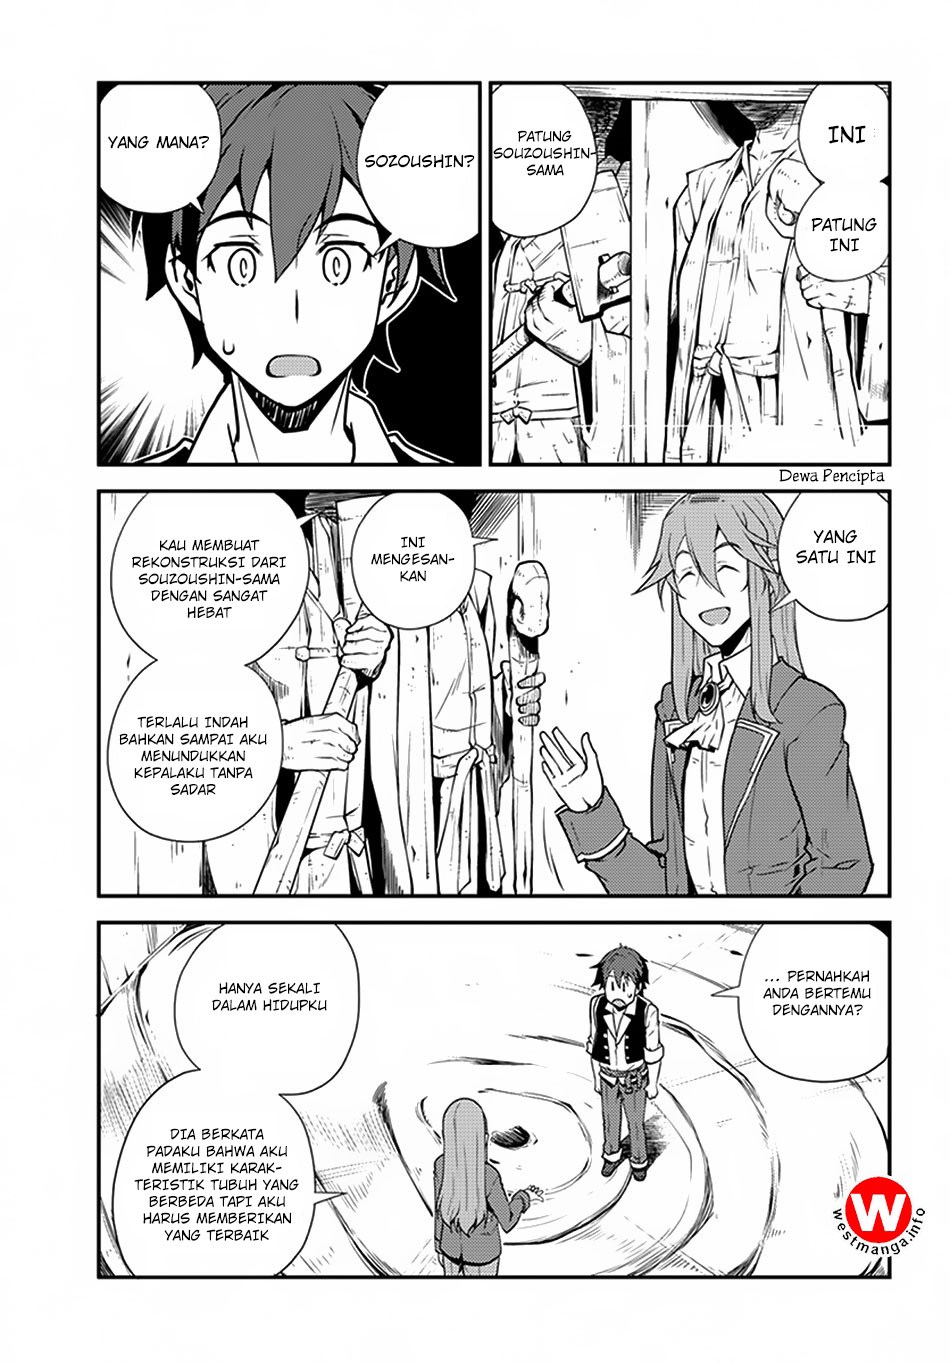 INI
PATUNG
INI
PATUNG
SOUZOUSHIN-
SAMA
SOZOUSHIN?
YANG MANA?
Dewa Pencipta
YANG
SATU INI
INI
MENGESAN-
KAN
KAU MEMBUAT
REKONSTRUKSI DARI
SOUZOUSHIN-SAMA
DENGAN SANGAT
HEBAT
TERLALU INDAH
BAHKAN SAMPAI AKU
MENUNDUKKAN
KEPALAKU TANPA
SADAR
... PERNAHKAH
ANDA BERTEMU
DENGANNYA?
HANYA SEKALI
DALAM HIDUPKU
DIA BERKATA
PADAKU BAHWA AKU
MEMILIKI KARAK-
TERISTIK TUBUH YANG
BERBEDA TAPI AKU
HARUS MEMBERIKAN
YANG TERBAIK
W
westmanga.info